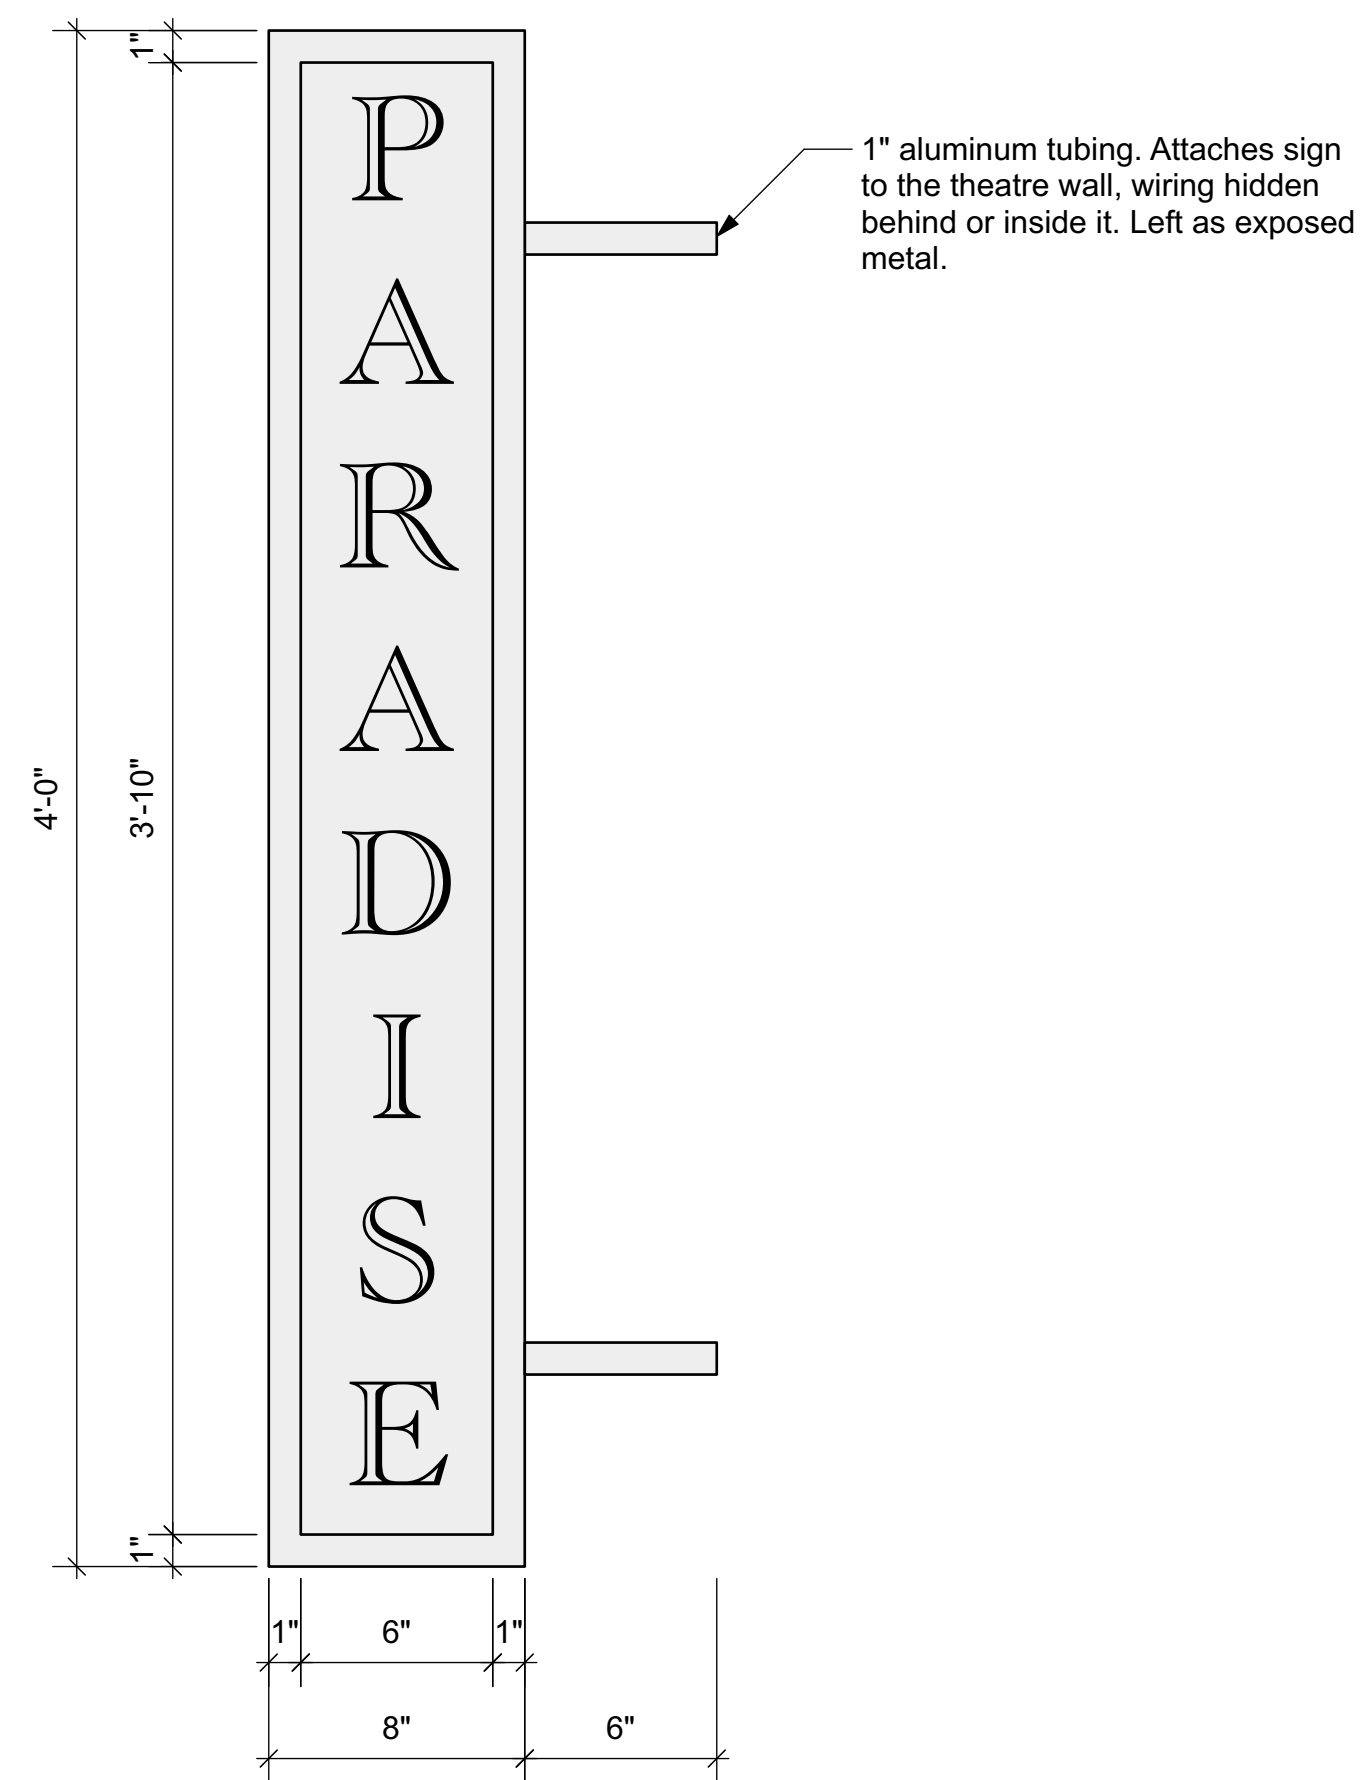 1"
P
A
R
A
D
I
S
E
1" aluminum tubing. Attaches sign
to the theatre wall, wiring hidden
behind or inside it. Left as exposed
metal.
4'-0"
3'-10"
1"
1" 6" 1"
8" 6"